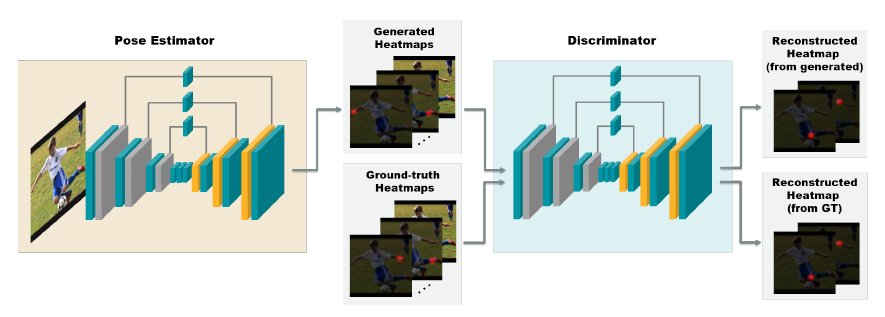 Pose Estimator
Generated
Heatmaps
Ground-truth
Heatmaps
Discriminator
Reconstructed
Heatmap
(from generated)
Reconstructed
Heatmap
(from GT)